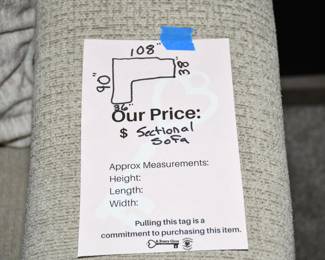 108"
38"
90"
36"
Our Price:
$ Sectional
Sofa
Approx Measurements:
Height:
Length:
Width:
Pulling this tag is a
commitment to purchasing this item.